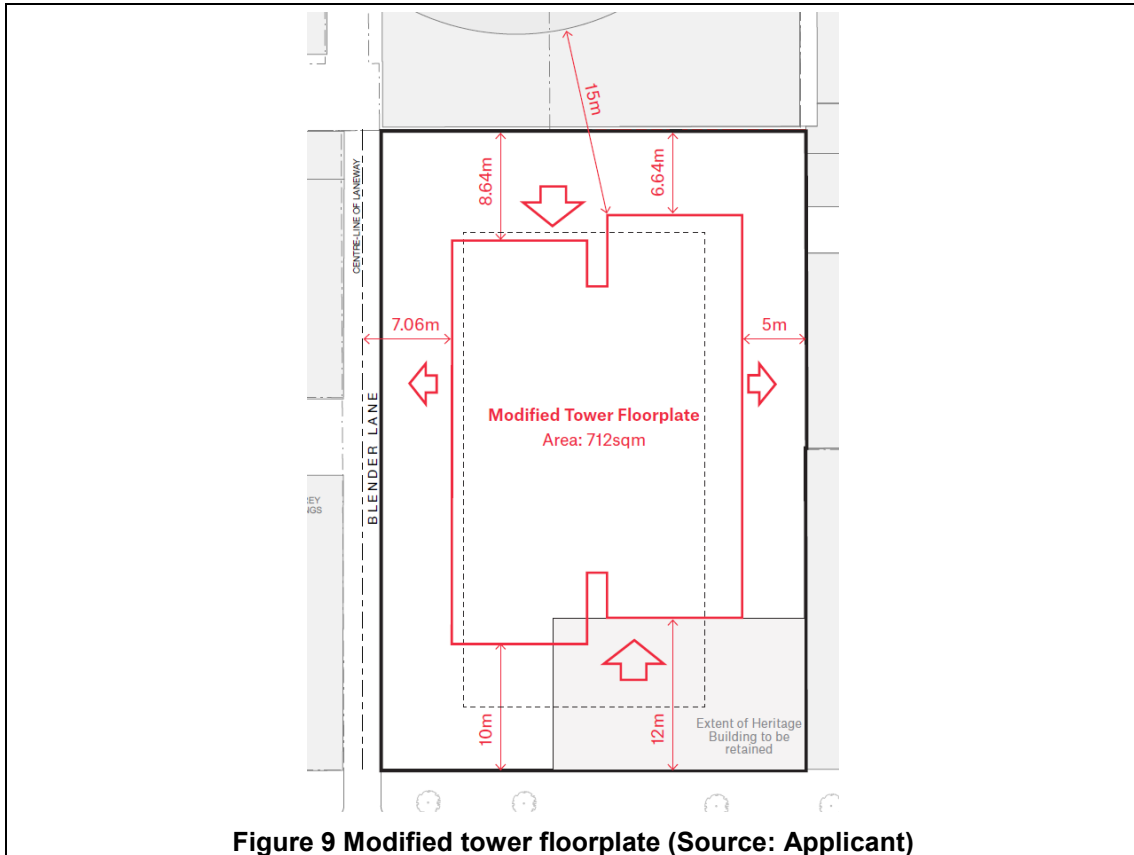 15m
8.64m
6.64m
CENTRE-LINE OF LANEWAY
7.06m
5m
Modified Tower Floorplate
Area: 712sqm
BLENDER LANE
10m
12m
Extent of Heritage
Building to be
retained
Figure 9 Modified tower floorplate (Source: Applicant)